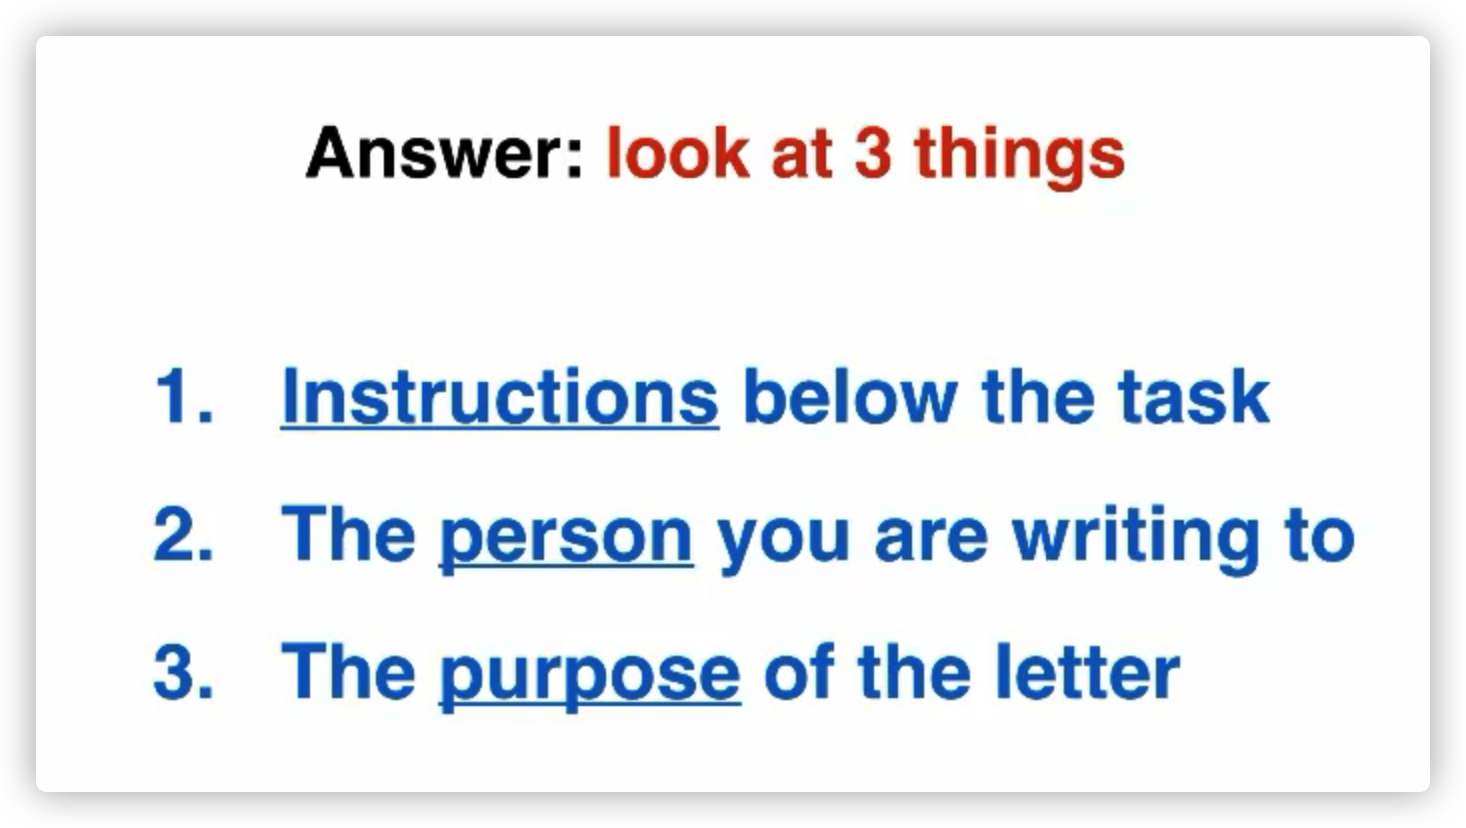 Answer: look at 3 things
1. Instructions below the task
2. The person you are writing to
3. The purpose of the letter